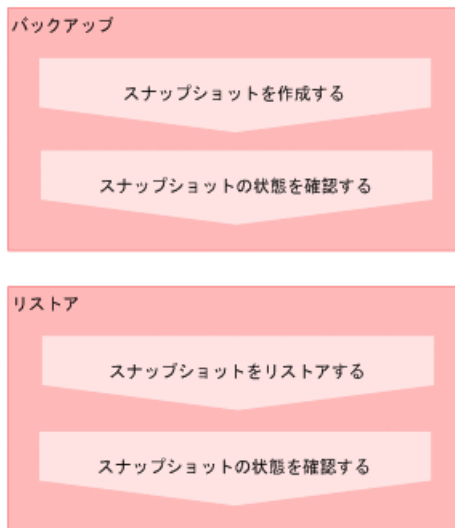 バックアップ
スナップショットを作成する
スナップショットの状態を確認する
リストア
スナップショットをリストアする
スナップショットの状態を確認する